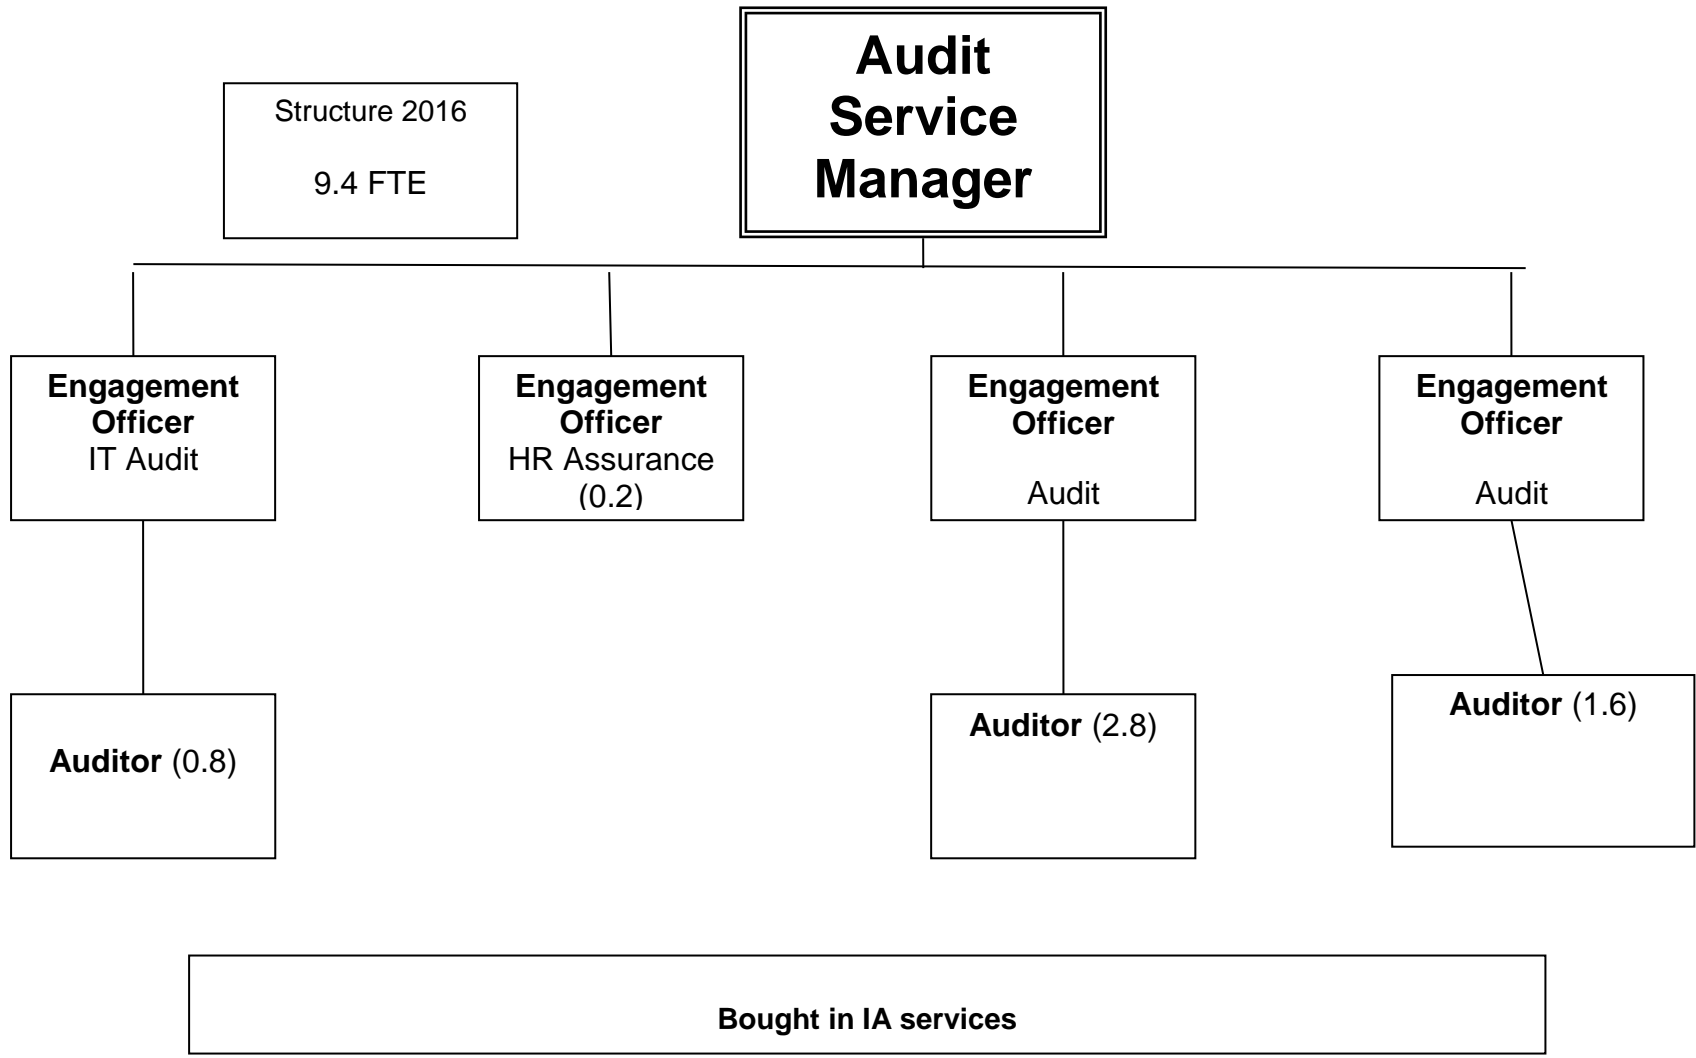 Audit
Service
Manager
Structure 2016
9.4 FTE
Engagement
Officer
IT Audit
Engagement
Officer
HR Assurance
(0.2)
Engagement
Officer
Audit
Engagement
Officer
Audit
Auditor (0.8)
Auditor (2.8)
Auditor (1.6)
Bought in IA services